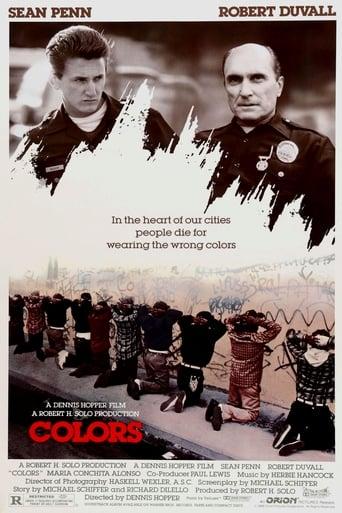 SEAN PENN ROBERT DUVALL
In the heart of our cities
people die for
wearing the wrong colors
A DENNIS HOPPER FILM
A ROBERT H. SOLO PRODUCTION
COLORS
A ROBERT H. SOLO PRODUCTION A DENNIS HOPPER FILM SEAN PENN ROBERT DUVALL
"COLORS" MARIA CONCHITA ALONSO Co-Producer PAUL LEWIS Music by HERBIE HANCOCK
Director of Photography HASKELL WEXLER, A.S.C. Screenplay by MICHAEL SCHIFFER
Story by MICHAEL SCHIFFER and RICHARD DILELLO Produced by ROBERT H. SOLO
R RESTRICTED Directed by DENNIS HOPPER ORION